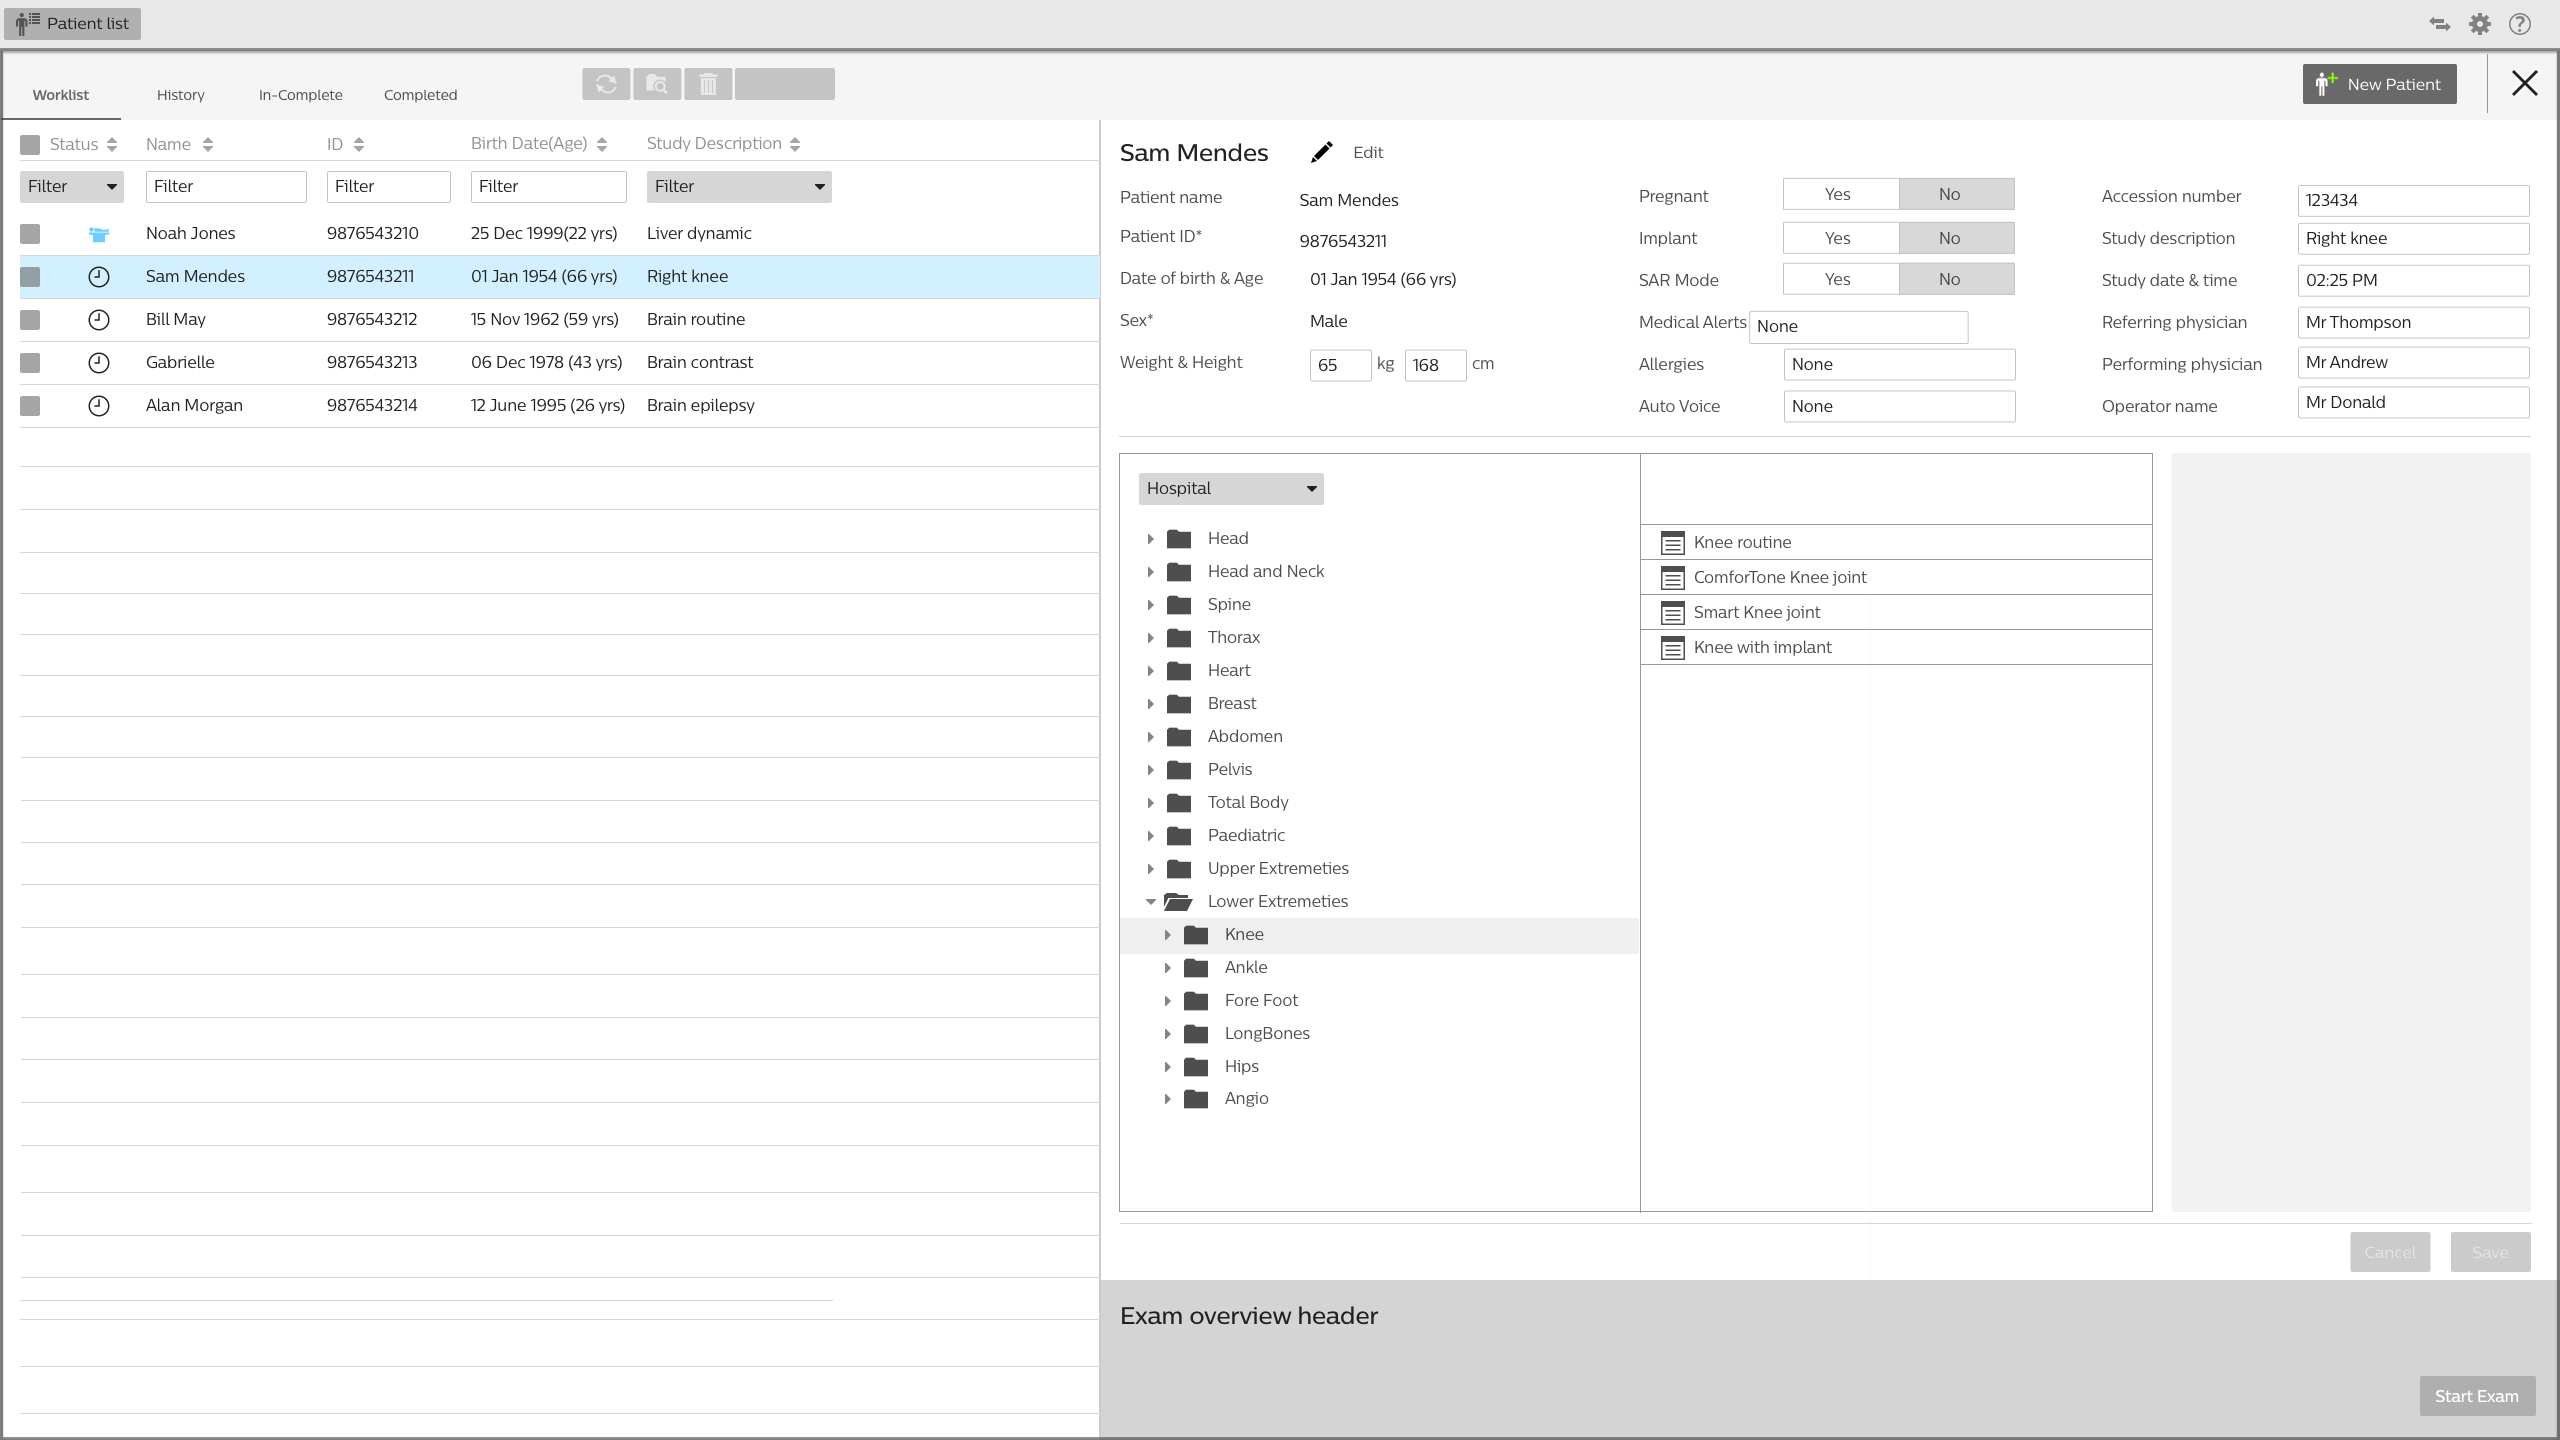 Patient list
Worklist
History
In-Complete
Completed
New Patient
Status
Name
ID
Birth Date(Age)
Study Description
Filter
Filter
Filter
Filter
Filter
Noah Jones 9876543210 25 Dec 1999(22 yrs) Liver dynamic
Sam Mendes 9876543211 01 Jan 1954 (66 yrs) Right knee
Bill May 9876543212 15 Nov 1962 (59 yrs) Brain routine
Gabrielle 9876543213 06 Dec 1978 (43 yrs) Brain contrast
Alan Morgan 9876543214 12 June 1995 (26 yrs) Brain epilepsy
Sam Mendes
Edit
Patient name Sam Mendes
Patient ID* 9876543211
Date of birth & Age 01 Jan 1954 (66 yrs)
Sex* Male
Weight & Height 65 kg 168 cm
Pregnant Yes No
Implant Yes No
SAR Mode Yes No
Medical Alerts None
Allergies None
Auto Voice None
Accession number 123434
Study description Right knee
Study date & time 02:25 PM
Referring physician Mr Thompson
Performing physician Mr Andrew
Operator name Mr Donald
Hospital
Head
Head and Neck
Spine
Thorax
Heart
Breast
Abdomen
Pelvis
Total Body
Paediatric
Upper Extremeties
Lower Extremeties
Knee
Ankle
Fore Foot
LongBones
Hips
Angio
Knee routine
ComforTone Knee joint
Smart Knee joint
Knee with implant
Cancel
Save
Exam overview header
Start Exam